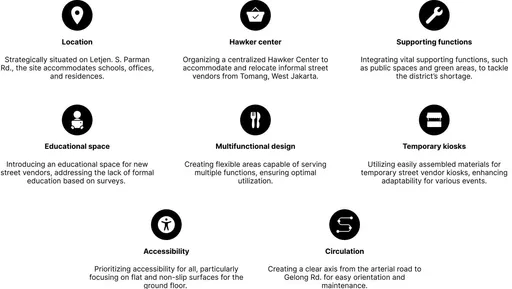 Location
Strategically situated on Letjen. S. Parman
Rd., the site accommodates schools, offices,
and residences.
Hawker center
Organizing a centralized Hawker Center to
accommodate and relocate informal street
vendors from Tomang, West Jakarta.
Supporting functions
Integrating vital supporting functions, such
as public spaces and green areas, to tackle
the district's shortage.
Educational space
Introducing an educational space for new
street vendors, addressing the lack of formal
education based on surveys.
Multifunctional design
Creating flexible areas capable of serving
multiple functions, ensuring optimal
utilization.
Temporary kiosks
Utilizing easily assembled materials for
temporary street vendor kiosks, enhancing
adaptability for various events.
Accessibility
Prioritizing accessibility for all, particularly
focusing on flat and non-slip surfaces for the
ground floor.
Circulation
Creating a clear axis from the arterial road to
Gelong Rd. for easy orientation and
maintenance.